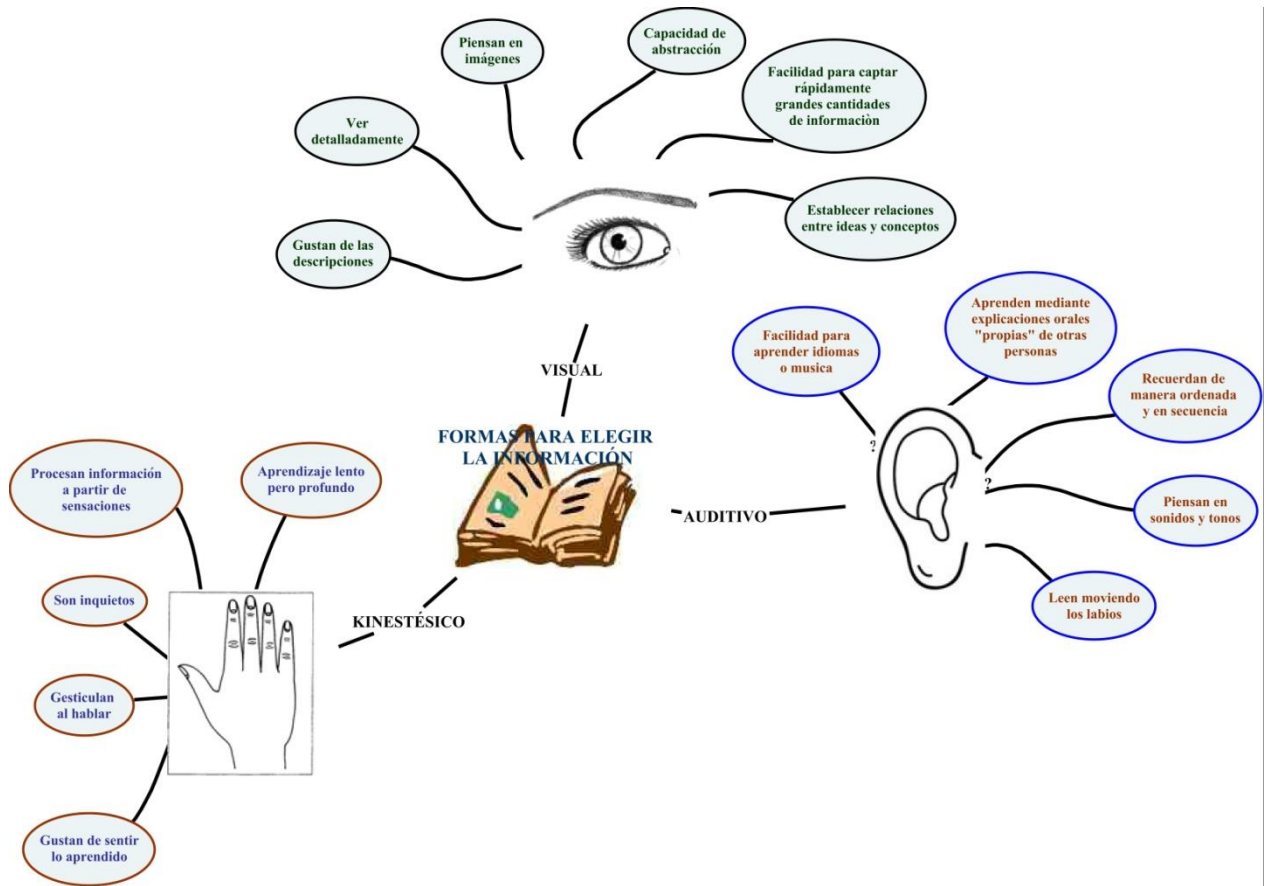 Piensan en
imágenes
Capacidad de
abstracción
Facilidad para captar
rápidamente
grandes cantidades
de informaciòn
Ver
detalladamente
Establecer relaciones
entre ideas y conceptos
Gustan de las
descripciones
VISUAL
FORMAS PARA ELEGIR
LA INFORMACIÓN
AUDITIVO
KINESTÉSICO
Facilidad para
aprender idiomas
o musica
Aprenden mediante
explicaciones orales
"propias" de otras
personas
Recuerdan de
manera ordenada
y en secuencia
?
?
Piensan en
sonidos y tonos
Leen moviendo
los labios
Procesan información
a partir de
sensaciones
Aprendizaje lento
pero profundo
Son inquietos
Gesticulan
al hablar
Gustan de sentir
lo aprendido